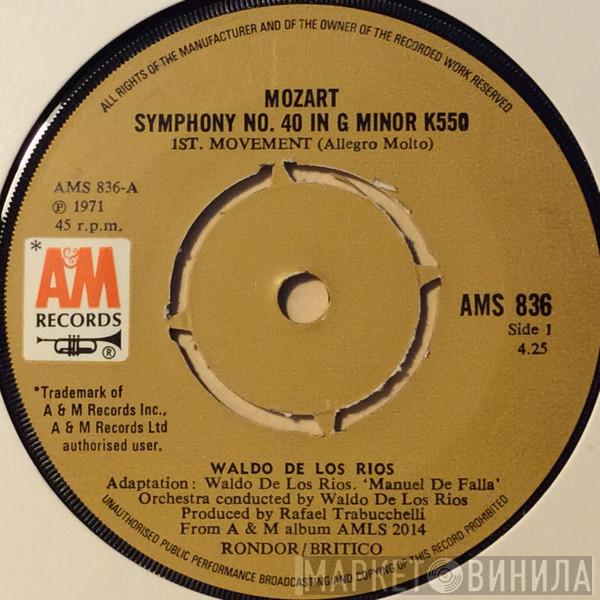 ALL RIGHTS OF THE MANUFACTURER AND OF THE OWNER OF THE RECORDED WORK RESERVED
MOZART
SYMPHONY NO. 40 IN G MINOR K550
1ST. MOVEMENT (Allegro Molto)
AMS 836-A
℗ 1971
45 r.p.m.
*
A&M
RECORDS
®
AMS 836
Side 1
4.25
*Trademark of
A & M Records Inc.,
A & M Records Ltd
authorised user.
WALDO DE LOS RIOS
Adaptation: Waldo De Los Rios. 'Manuel De Falla'
Orchestra conducted by Waldo De Los Rios
Produced by Rafael Trabucchelli
From A & M album AMLS 2014
RONDOR/BRITICO
UNAUTHORISED PUBLIC PERFORMANCE BROADCASTING AND COPYING OF THIS RECORD PROHIBITED
МАРКЕТ ВИНИЛА